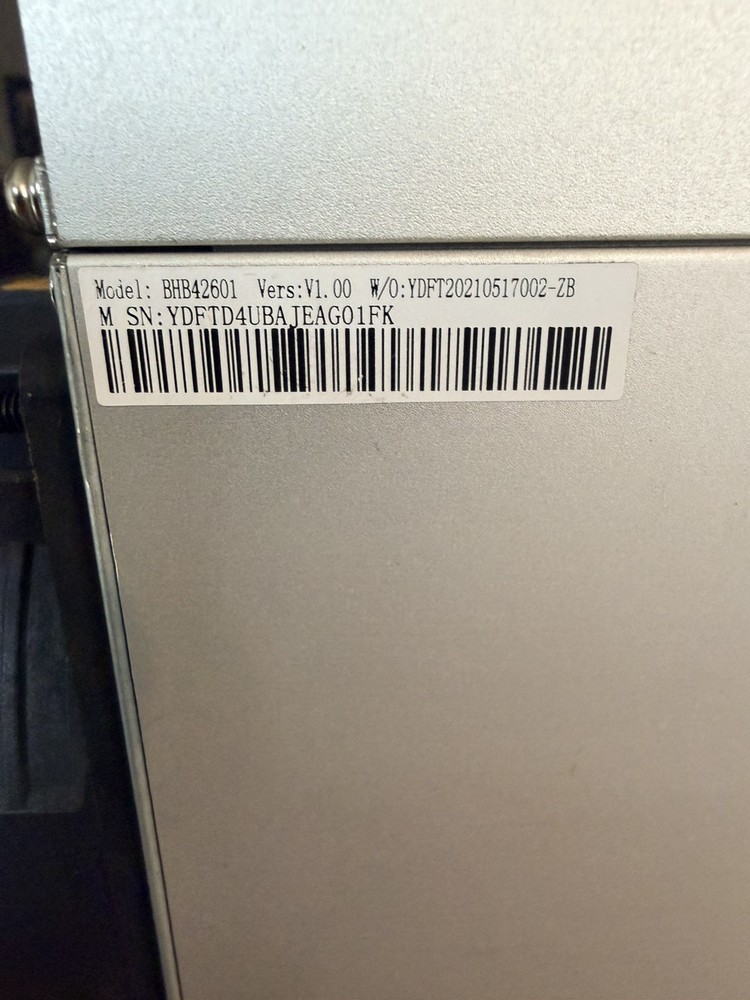 Model: BHB42601 Vers:V1.00 W/O:YDFT20210517002-ZB
M SN:YDFTD4UBAJEAG01FK